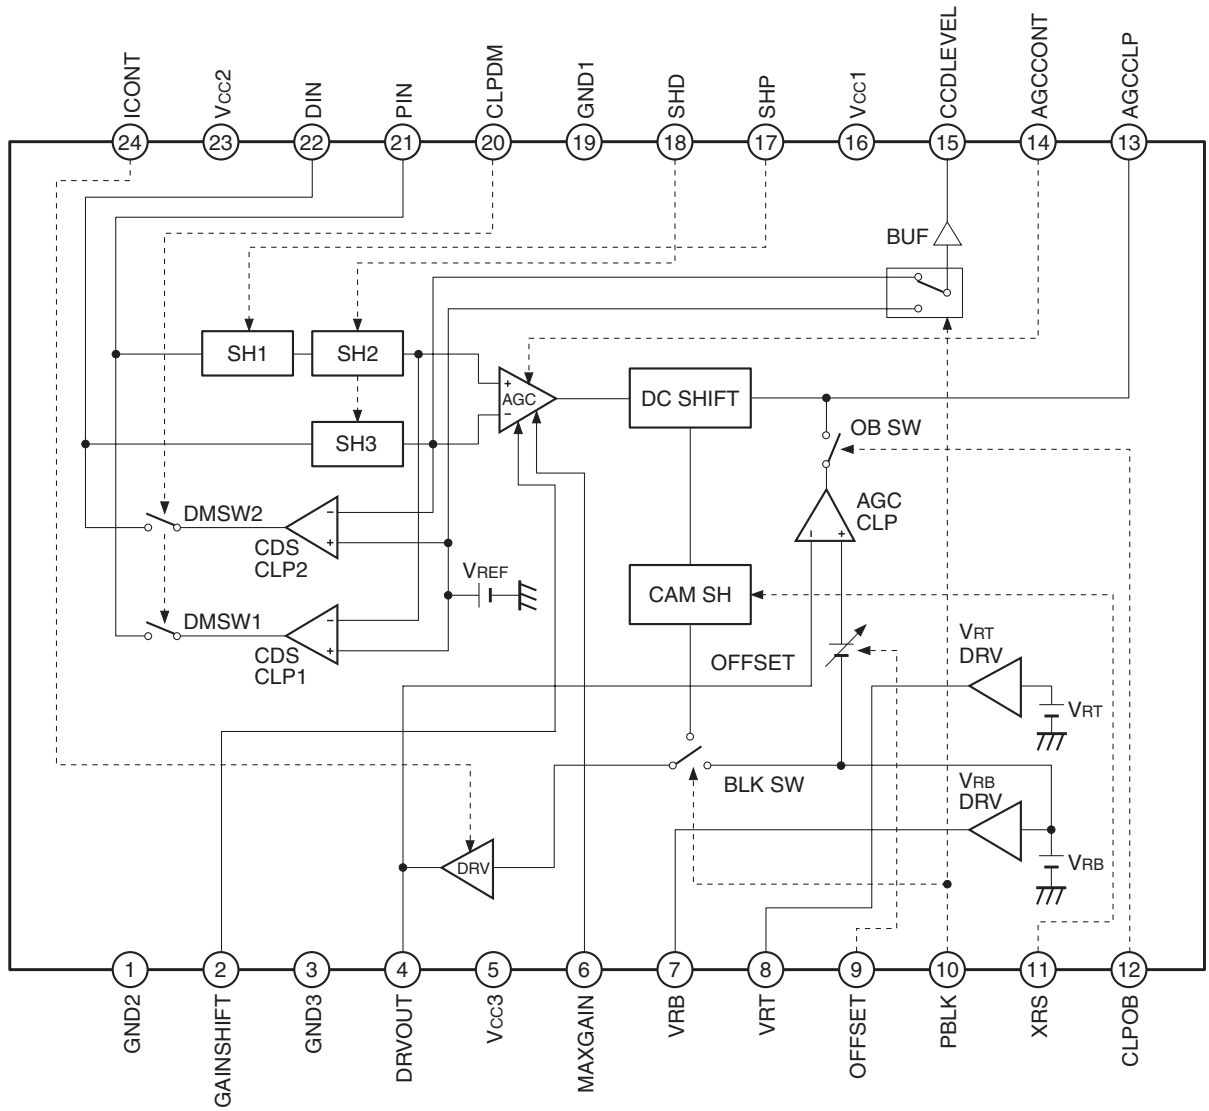 ICONT
Vcc2
DIN
PIN
CLPDM
GND1
SHD
SHP
Vcc1
CCDLEVEL
AGCCONT
AGCCLP
24
23
22
21
20
19
18
17
16
15
14
13
BUF
SH1
SH2
+
AGC
−
DC SHIFT
SH3
OB SW
DMSW2
−
+
CDS
CLP2
AGC
CLP
−
+
VREF
CAM SH
DMSW1
−
+
CDS
CLP1
OFFSET
VRT
DRV
VRT
BLK SW
VRB
DRV
VRB
DRV
1
2
3
4
5
6
7
8
9
10
11
12
GND2
GAINSHIFT
GND3
DRVOUT
Vcc3
MAXGAIN
VRB
VRT
OFFSET
PBLK
XRS
CLPOB